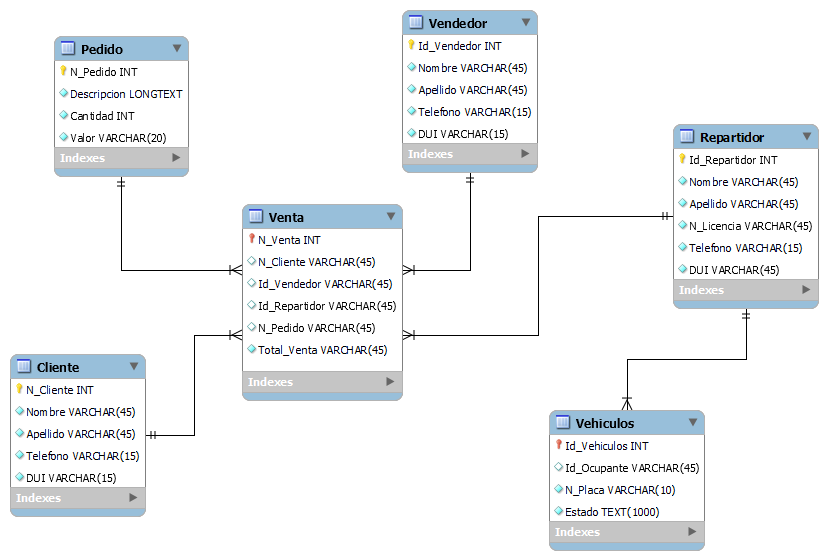 Pedido
N_Pedido INT
Descripcion LONGTEXT
Cantidad INT
Valor VARCHAR(20)
Indexes
Vendedor
Id_Vendedor INT
Nombre VARCHAR(45)
Apellido VARCHAR(45)
Telefono VARCHAR(15)
DUI VARCHAR(15)
Indexes
Repartidor
Id_Repartidor INT
Nombre VARCHAR(45)
Apellido VARCHAR(45)
N_Licencia VARCHAR(45)
Telefono VARCHAR(15)
DUI VARCHAR(45)
Indexes
Venta
N_Venta INT
N_Cliente VARCHAR(45)
Id_Vendedor VARCHAR(45)
Id_Repartidor VARCHAR(45)
N_Pedido VARCHAR(45)
Total_Venta VARCHAR(45)
Indexes
Cliente
N_Cliente INT
Nombre VARCHAR(45)
Apellido VARCHAR(45)
Telefono VARCHAR(15)
DUI VARCHAR(15)
Indexes
Vehiculos
Id_Vehiculos INT
Id_Ocupante VARCHAR(45)
N_Placa VARCHAR(10)
Estado TEXT(1000)
Indexes